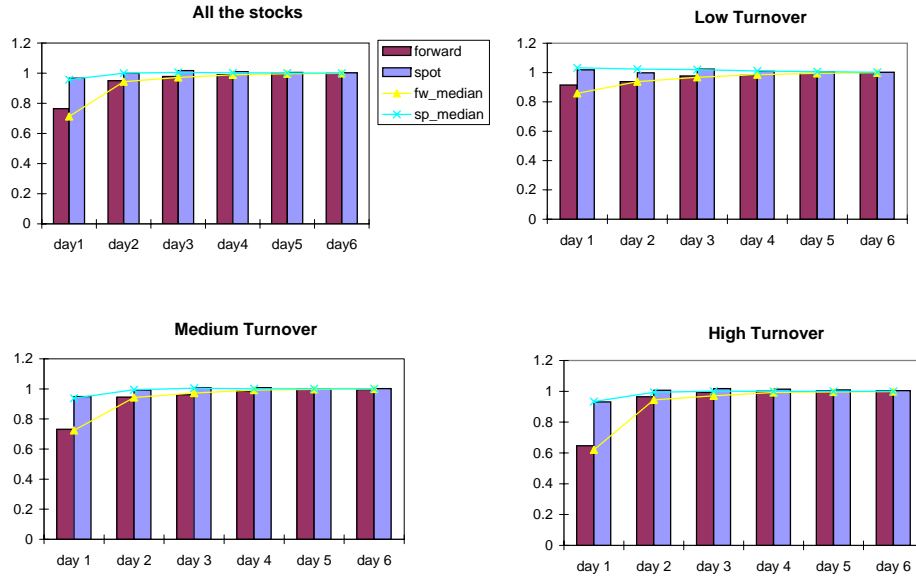 All the stocks
1.2
1
0.8
0.6
0.4
0.2
0
day1 day2 day3 day4 day5 day6
forward
spot
fw_median
sp_median
Low Turnover
1.2
1
0.8
0.6
0.4
0.2
0
day 1 day 2 day 3 day 4 day 5 day 6
Medium Turnover
1.2
1
0.8
0.6
0.4
0.2
0
day 1 day 2 day 3 day 4 day 5 day 6
High Turnover
1.2
1
0.8
0.6
0.4
0.2
0
day 1 day 2 day 3 day 4 day 5 day 6